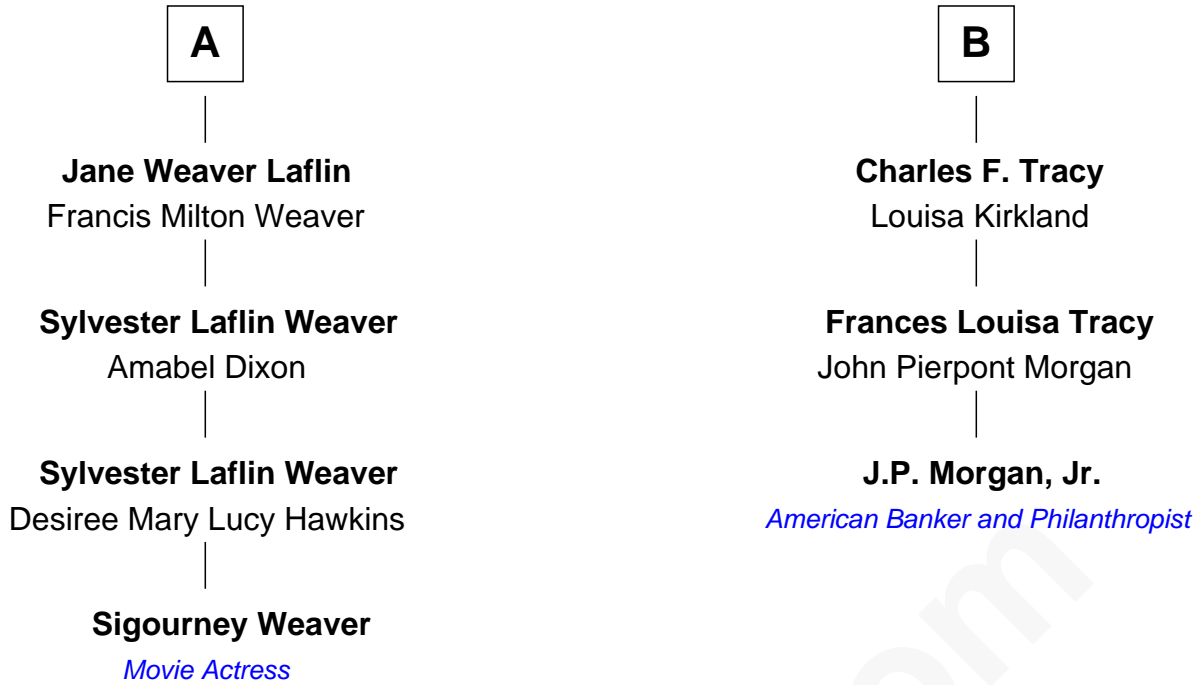 A
Jane Weaver Laflin
Francis Milton Weaver
Sylvester Laflin Weaver
Amabel Dixon
Sylvester Laflin Weaver
Desiree Mary Lucy Hawkins
Sigourney Weaver
Movie Actress
B
Charles F. Tracy
Louisa Kirkland
Frances Louisa Tracy
John Pierpont Morgan
J.P. Morgan, Jr.
American Banker and Philanthropist
om